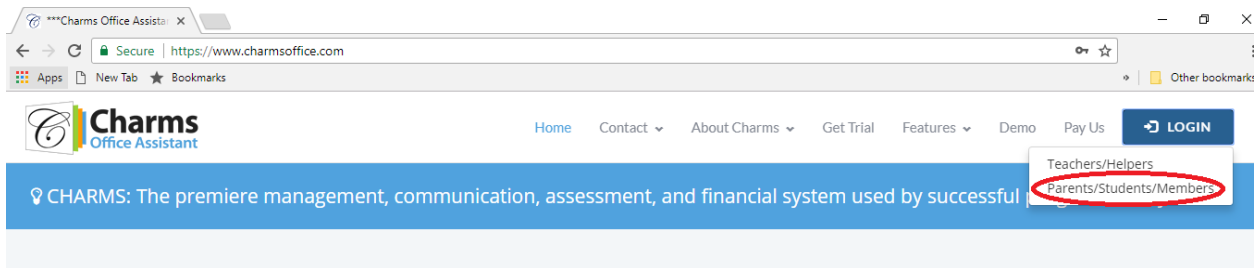 ***Charms Office Assistan
Secure | https://www.charmsoffice.com
Apps New Tab Bookmarks Other bookmarks
Charms
Office Assistant
Home Contact About Charms Get Trial Features Demo Pay Us LOGIN
Teachers/Helpers
Parents/Students/Members
CHARMS: The premiere management, communication, assessment, and financial system used by successful